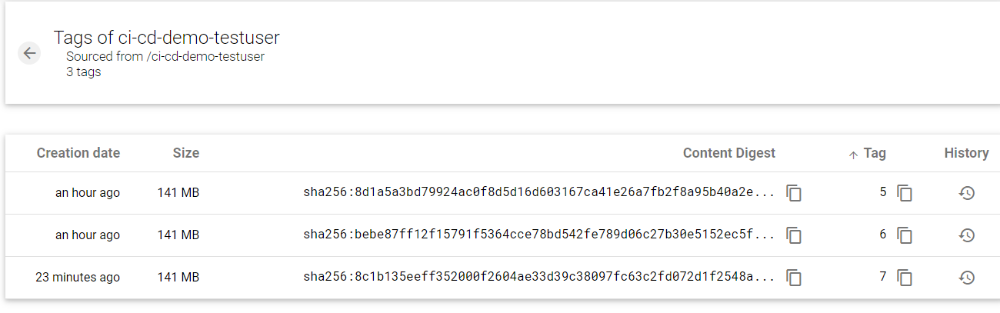 Tags of ci-cd-demo-testuser
Sourced from /ci-cd-demo-testuser
3 tags
Creation date Size Content Digest Tag History
an hour ago 141 MB sha256:8d1a5a3bd79924ac0f8d5d16d603167ca41e26a7fb2f8a95b40a2e... 5
an hour ago 141 MB sha256:bebe87ff12f15791f5364cce78bd542fe789d06c27b30e5152ec5f... 6
23 minutes ago 141 MB sha256:8c1b135eeff352000f2604ae33d39c38097fc63c2fd072d1f2548a... 7